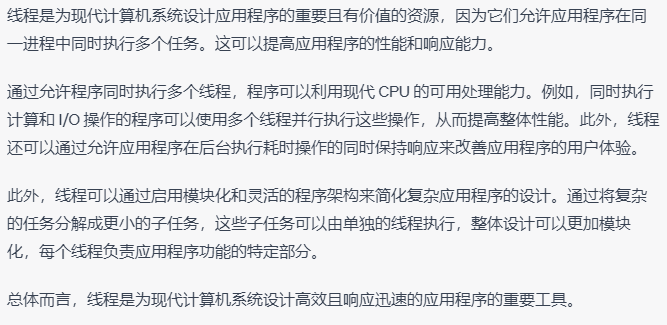 线程是为现代计算机系统设计应用程序的重要且有价值的资源，因为它们允许应用程序在同
一进程中同时执行多个任务。这可以提高应用程序的性能和响应能力。
通过允许程序同时执行多个线程，程序可以利用现代 CPU 的可用处理能力。例如，同时执行
计算和 I/O 操作的程序可以使用多个线程并行执行这些操作，从而提高整体性能。此外，线程
还可以通过允许应用程序在后台执行耗时操作的同时保持响应来改善应用程序的用户体验。
此外，线程可以通过启用模块化和灵活的程序架构来简化复杂应用程序的设计。通过将复杂
的任务分解成更小的子任务，这些子任务可以由单独的线程执行，整体设计可以更加模块
化，每个线程负责应用程序功能的特定部分。
总体而言，线程是为现代计算机系统设计高效且响应迅速的应用程序的重要工具。